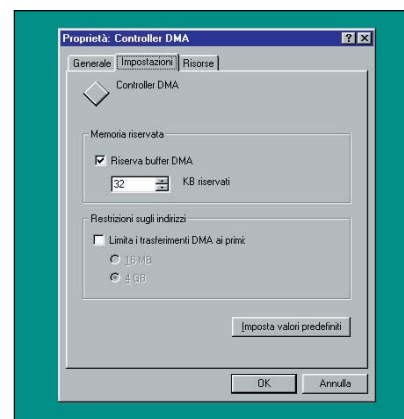 Proprietà: Controller DMA
Generale Impostazioni Risorse
Controller DMA
Memoria riservata
Riserva buffer DMA
32 KB riservati
Restrizioni sugli indirizzi
Limita i trasferimenti DMA ai primi:
16 MB
4 GB
Imposta valori predefiniti
OK Annulla